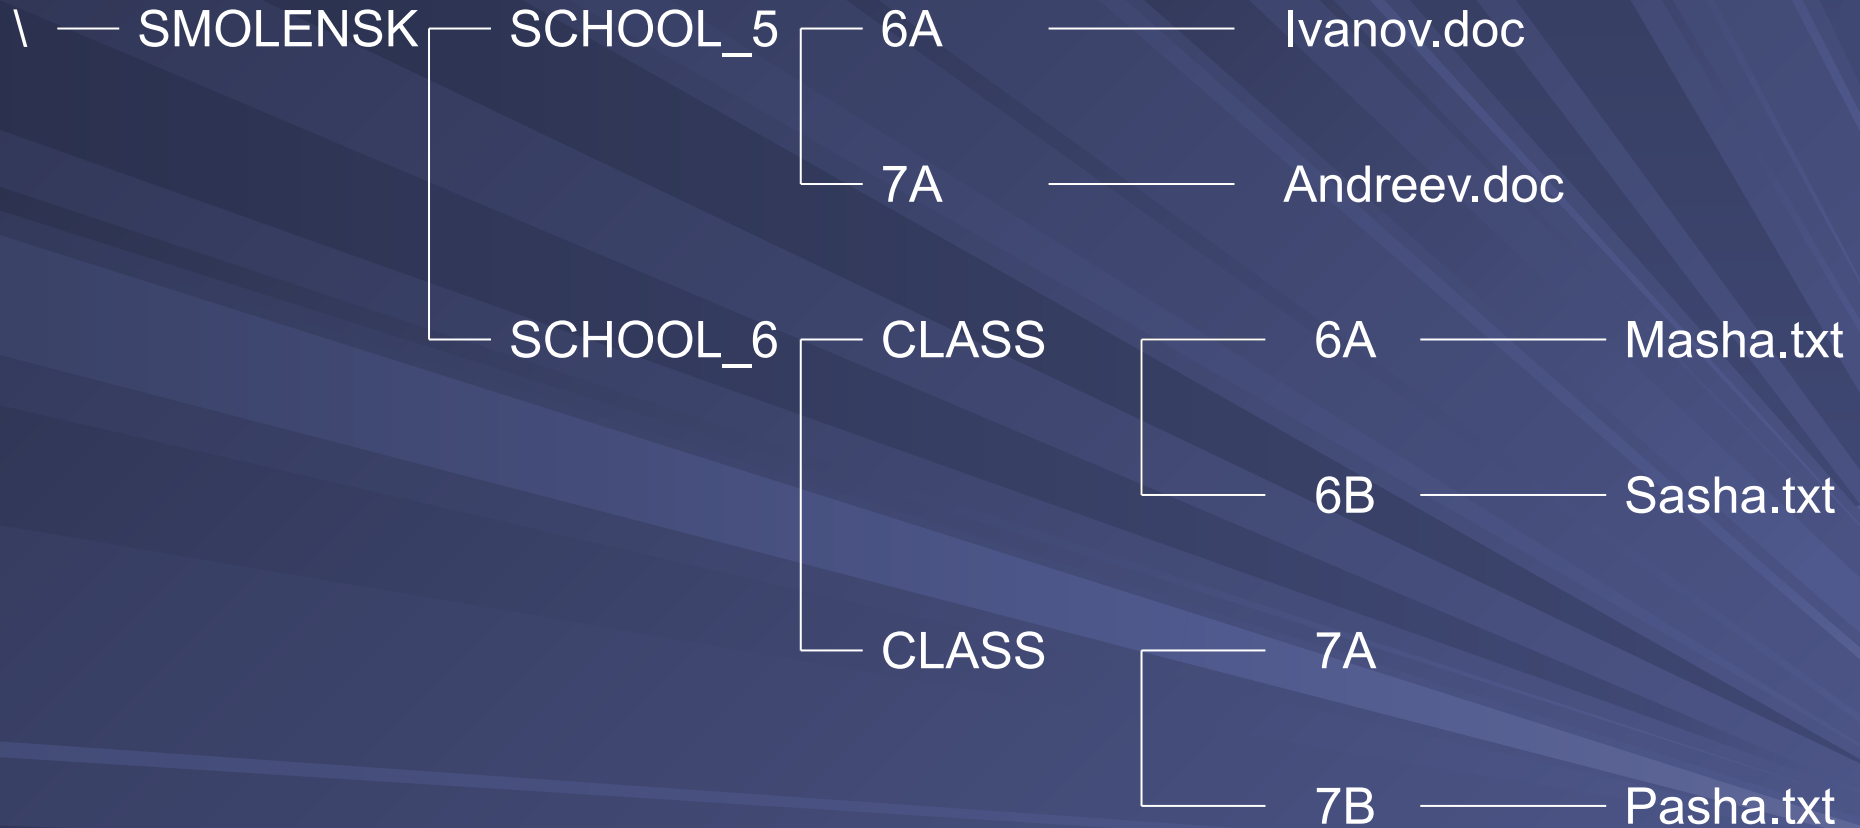 \ SMOLENSK SCHOOL_5 6A Ivanov.doc
7A Andreev.doc
SCHOOL_6 CLASS 6A Masha.txt
6B Sasha.txt
CLASS 7A
7B Pasha.txt